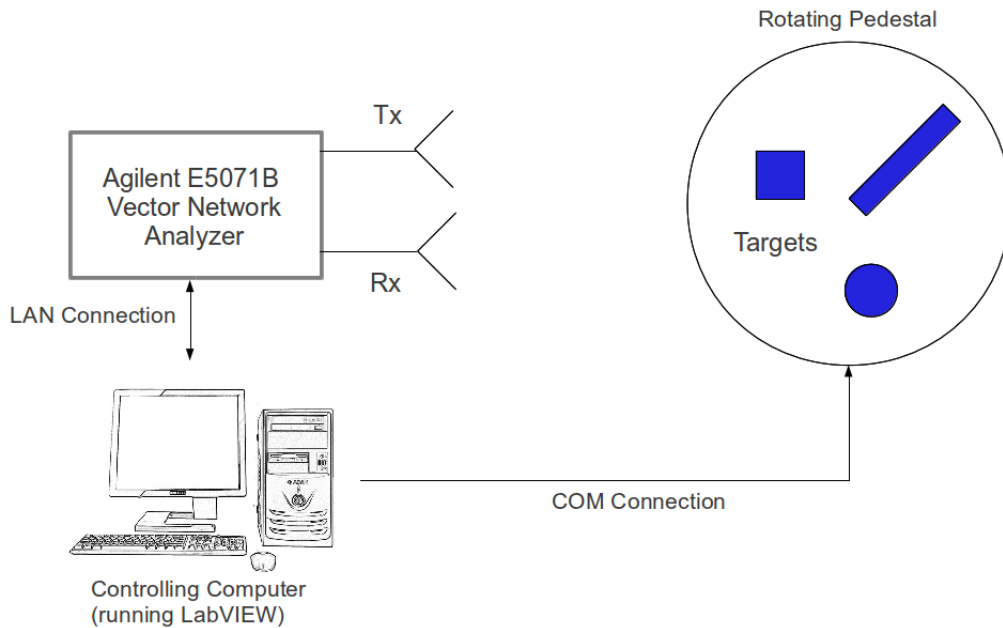 Rotating Pedestal
Tx
Agilent E5071B
Vector Network
Analyzer
Targets
Rx
LAN Connection
COM Connection
Controlling Computer
(running LabVIEW)